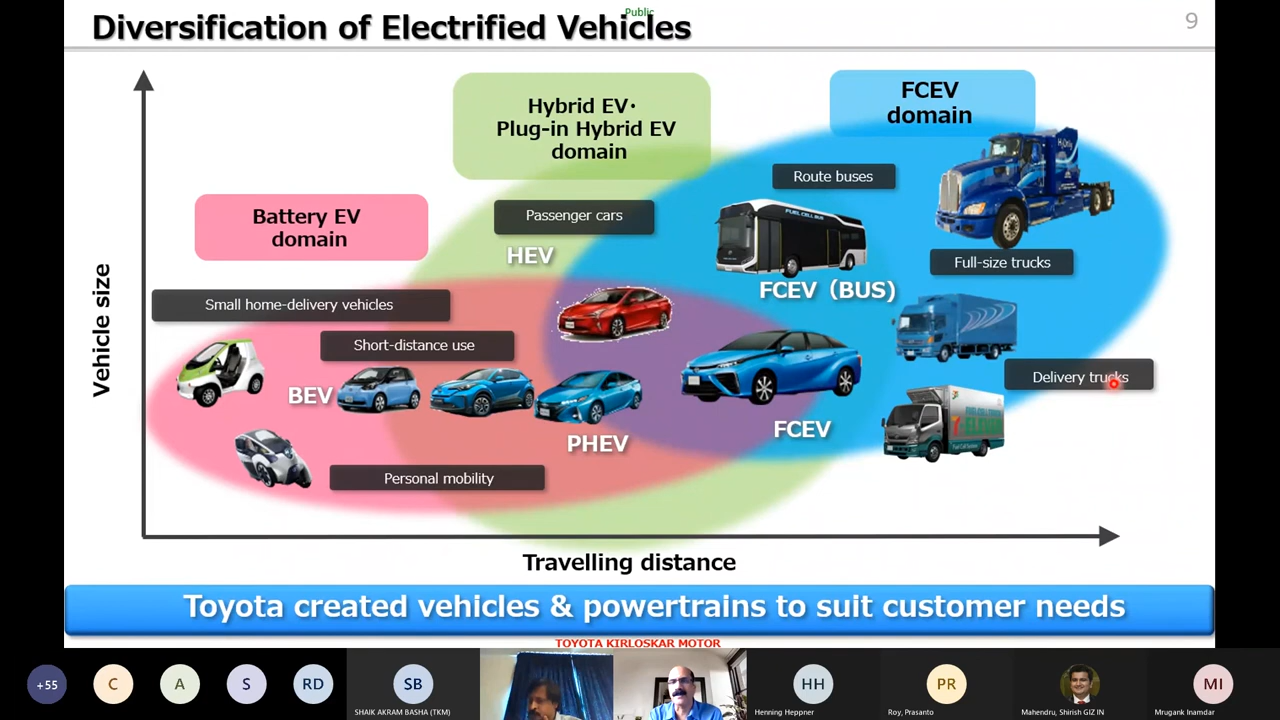 Public
Diversification of Electrified Vehicles
9
FCEV
domain
Hybrid EV・
Plug-in Hybrid EV
domain
Route buses
Battery EV
domain
Passenger cars
FUEL CELL BUS
HEV
Full-size trucks
FCEV（BUS）
Small home-delivery vehicles
Short-distance use
Delivery trucks
BEV
FCEV
PHEV
Personal mobility
Vehicle size
Travelling distance
Toyota created vehicles & powertrains to suit customer needs
TOYOTA KIRLOSKAR MOTOR
+55
C
A
S
RD
SB
HH
PR
MI
SHAIK AKRAM BASHA (TKM)
Henning Heppner
Roy, Prasanto
Mahendru, Shirish GIZ IN
Mrugank Inamdar